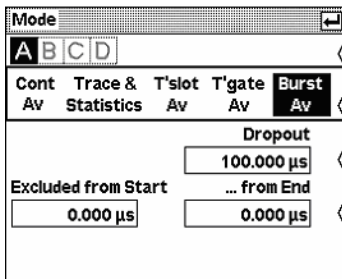 Mode
A B C D
Cont Av Trace & Statistics T'slot Av T'gate Av Burst Av
Dropout
100.000 µs
Excluded from Start ... from End
0.000 µs 0.000 µs